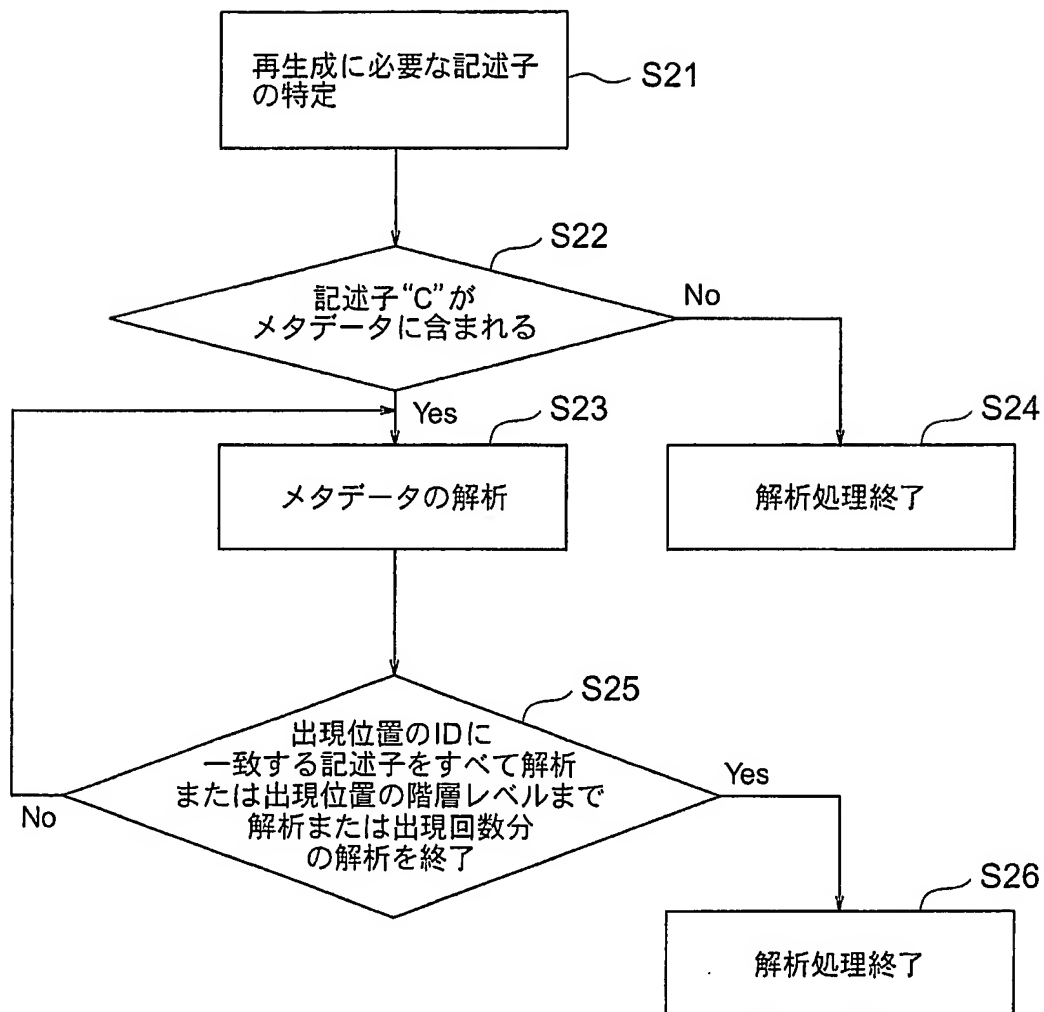 再生成に必要な記述子
の特定
S21
S22
記述子“C”が
メタデータに含まれる
No
Yes
S23
S24
メタデータの解析
解析処理終了
S25
出現位置のIDに
一致する記述子をすべて解析
または出現位置の階層レベルまで
解析または出現回数分
の解析を終了
No
Yes
S26
解析処理終了